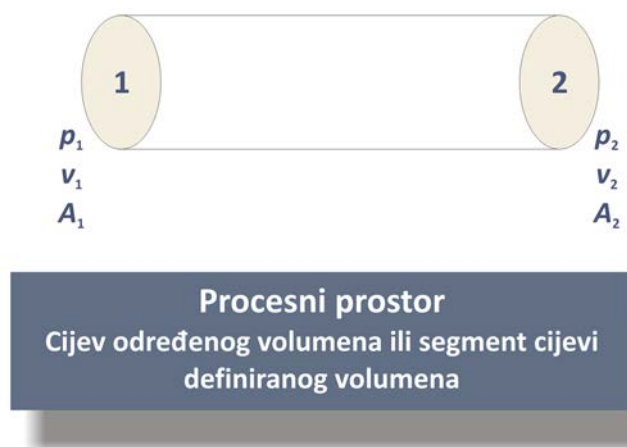 1
2
p₁
v₁
A₁
p₂
v₂
A₂
Procesni prostor
Cijev određenog volumena ili segment cijevi
definiranog volumena